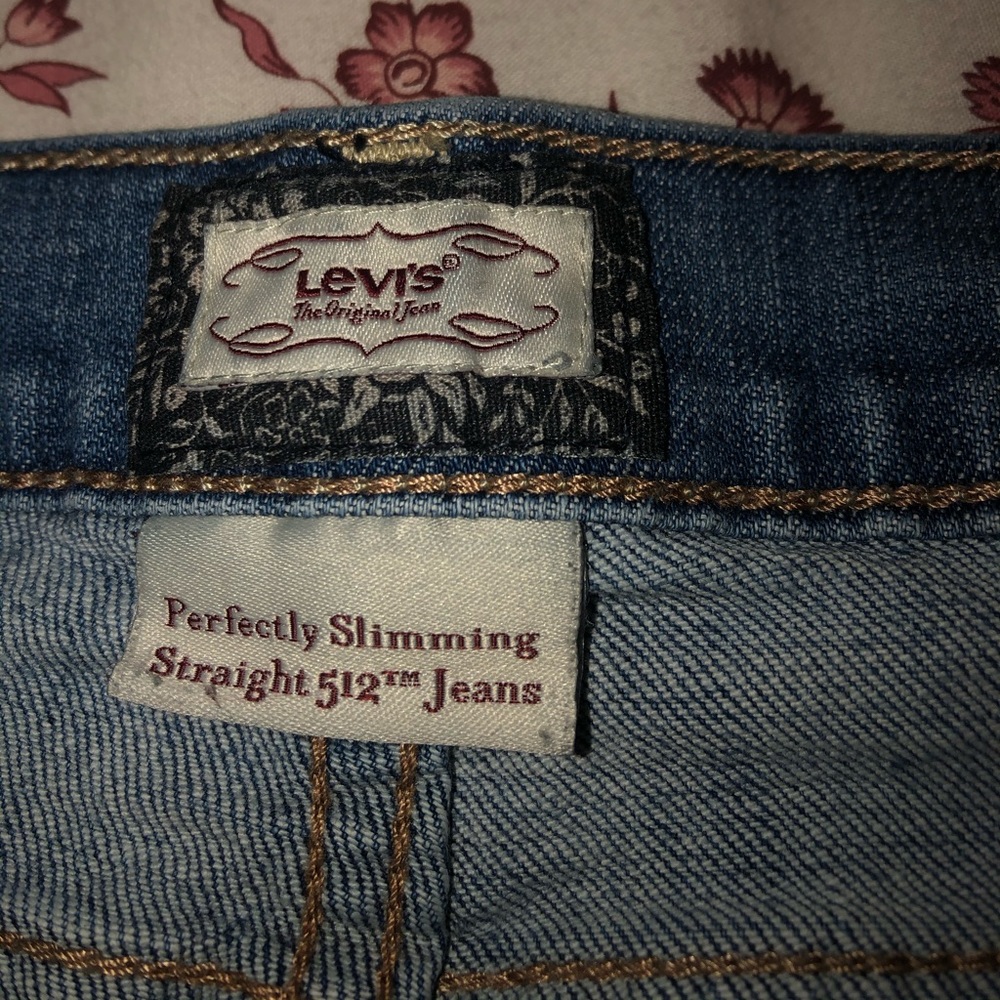 Levi's®
The Original Jean
Perfectly Slimming
Straight 512™ Jeans